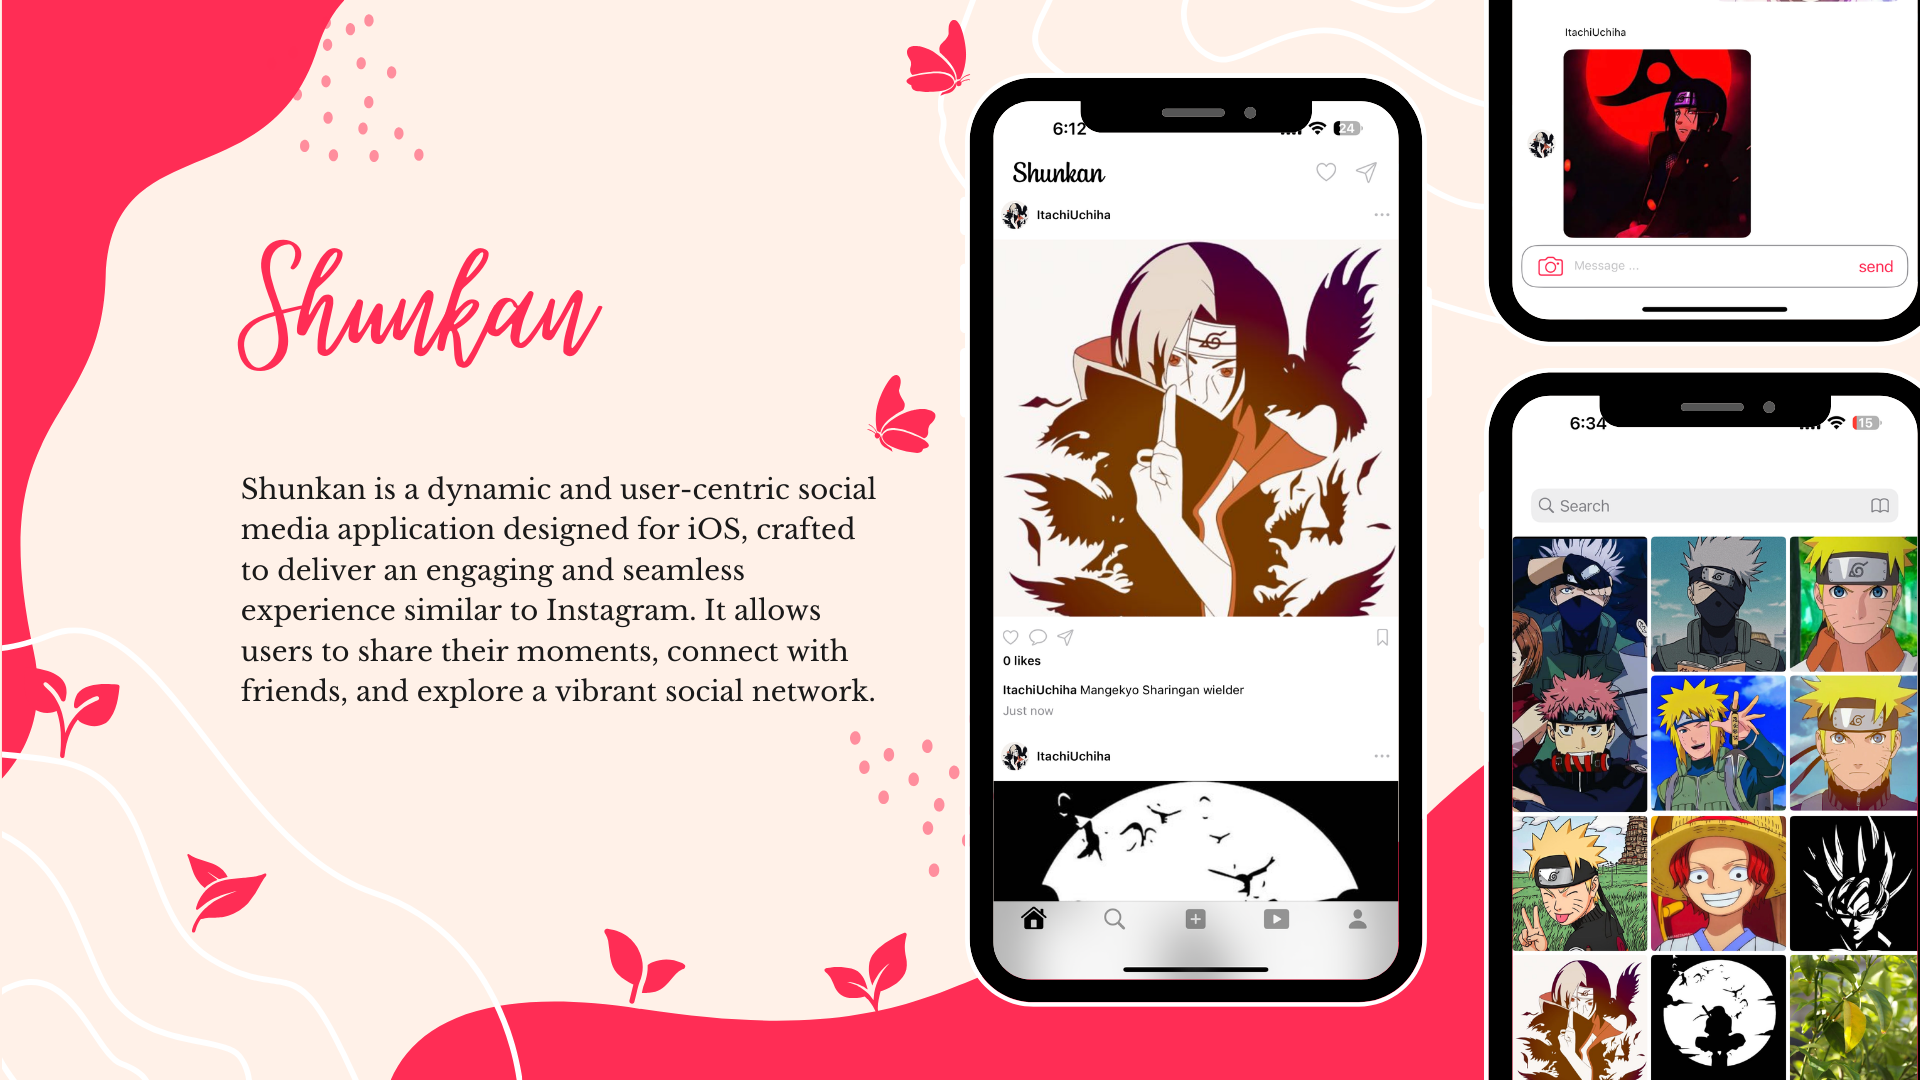 Shunkan
Shunkan is a dynamic and user-centric social
media application designed for iOS, crafted
to deliver an engaging and seamless
experience similar to Instagram. It allows
users to share their moments, connect with
friends, and explore a vibrant social network.
6:12
24
Shunkan
ItachiUchiha
0 likes
ItachiUchiha Mangekyo Sharingan wielder
Just now
ItachiUchiha
ItachiUchiha
Message ...
send
6:34
15
Search